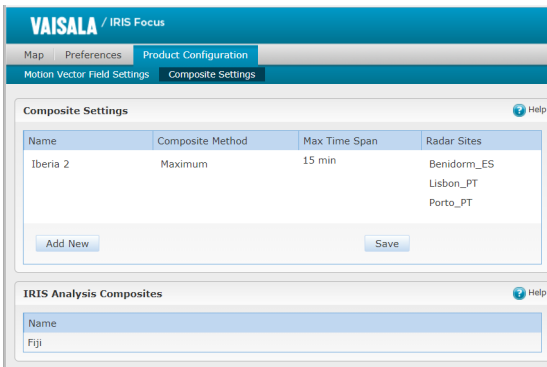 VAISALA / IRIS Focus
Map Preferences Product Configuration
Motion Vector Field Settings Composite Settings
Composite Settings ? Help
Name Composite Method Max Time Span Radar Sites
Iberia 2 Maximum 15 min Benidorm_ES
Lisbon_PT
Porto_PT
Add New Save
IRIS Analysis Composites ? Help
Name
Fiji